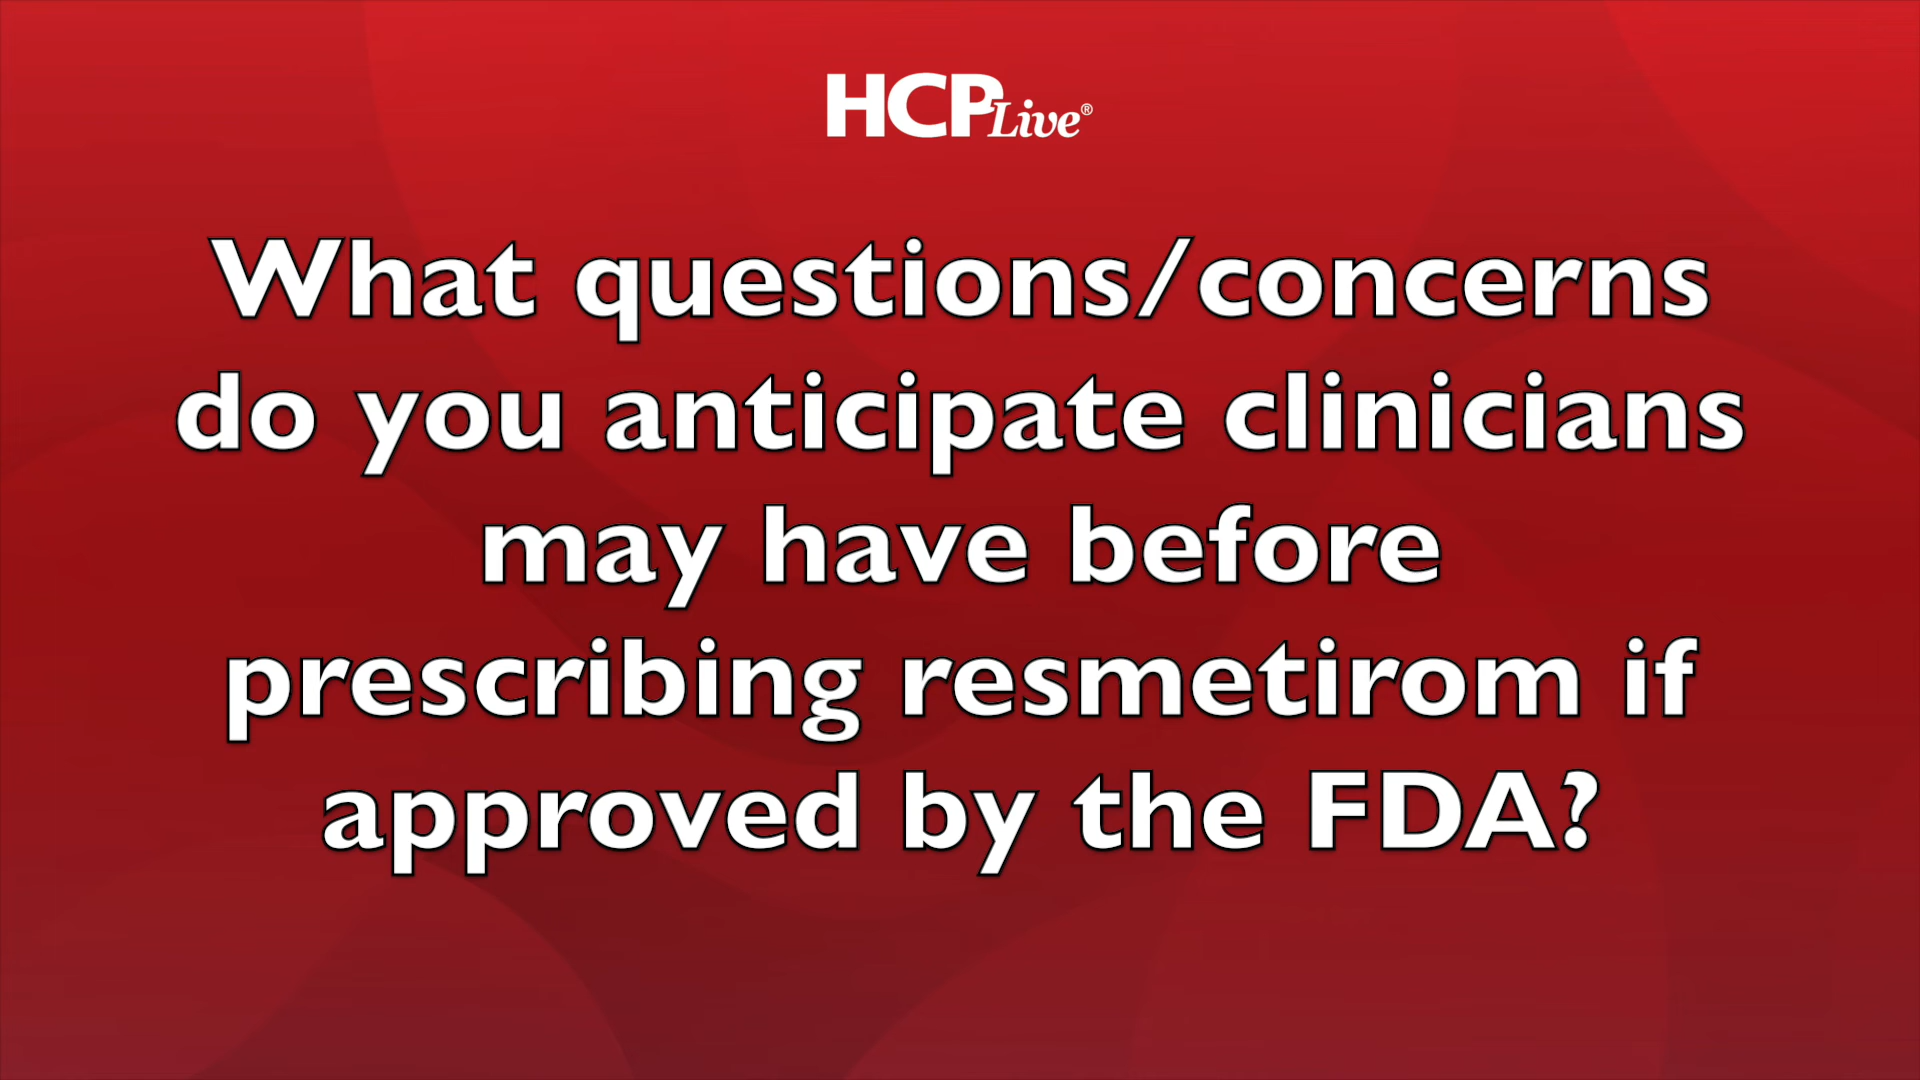 HCPLive®
What questions/concerns
do you anticipate clinicians
may have before
prescribing resmetirom if
approved by the FDA?